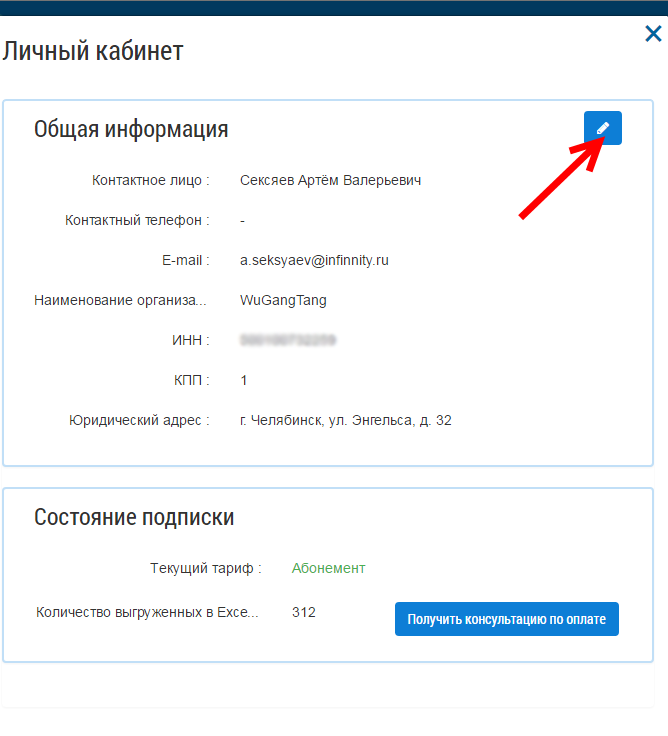 Личный кабинет
Общая информация
Контактное лицо : Сексяев Артём Валерьевич
Контактный телефон : -
E-mail : a.seksyaev@infinnity.ru
Наименование организа... WuGangTang
ИНН :
КПП : 1
Юридический адрес : г. Челябинск, ул. Энгельса, д. 32
Состояние подписки
Текущий тариф : Абонемент
Количество выгруженных в Exce... 312
Получить консультацию по оплате